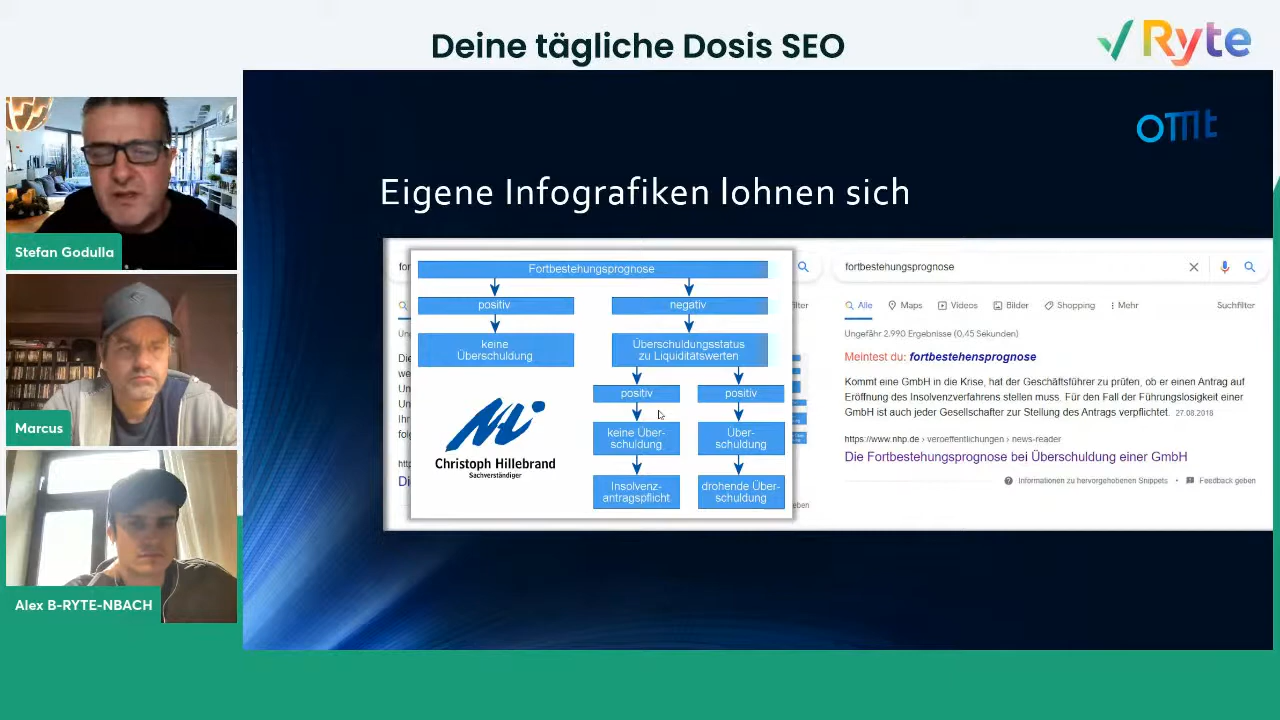 Deine tägliche Dosis SEO
Ryte
Stefan Godulla
Marcus
Alex B-RYTE-NBACH
omt
Eigene Infografiken lohnen sich
Fortbestehungsprognose
positiv
negativ
keine
Überschuldung
Überschuldungsstatus
zu Liquiditätswerten
positiv
positiv
keine Über-
schuldung
Über-
schuldung
Insolvenz-
antragspflicht
drohende Über-
schuldung
Christoph Hillebrand
Sachverständiger
fortbestehungsprognose
Alle Maps Videos Bilder Shopping Mehr Suchfilter
Ungefähr 2.990 Ergebnisse (0,45 Sekunden)
Meintest du: fortbestehensprognose
Kommt eine GmbH in die Krise, hat der Geschäftsführer zu prüfen, ob er einen Antrag auf
Eröffnung des Insolvenzverfahrens stellen muss. Für den Fall der Führungslosigkeit einer
GmbH ist auch jeder Gesellschafter zur Stellung des Antrags verpflichtet. 27.08.2018
https://www.nhp.de › veroeffentlichungen › news-reader
Die Fortbestehungsprognose bei Überschuldung einer GmbH
Informationen zu hervorgehobenen Snippets • Feedback geben